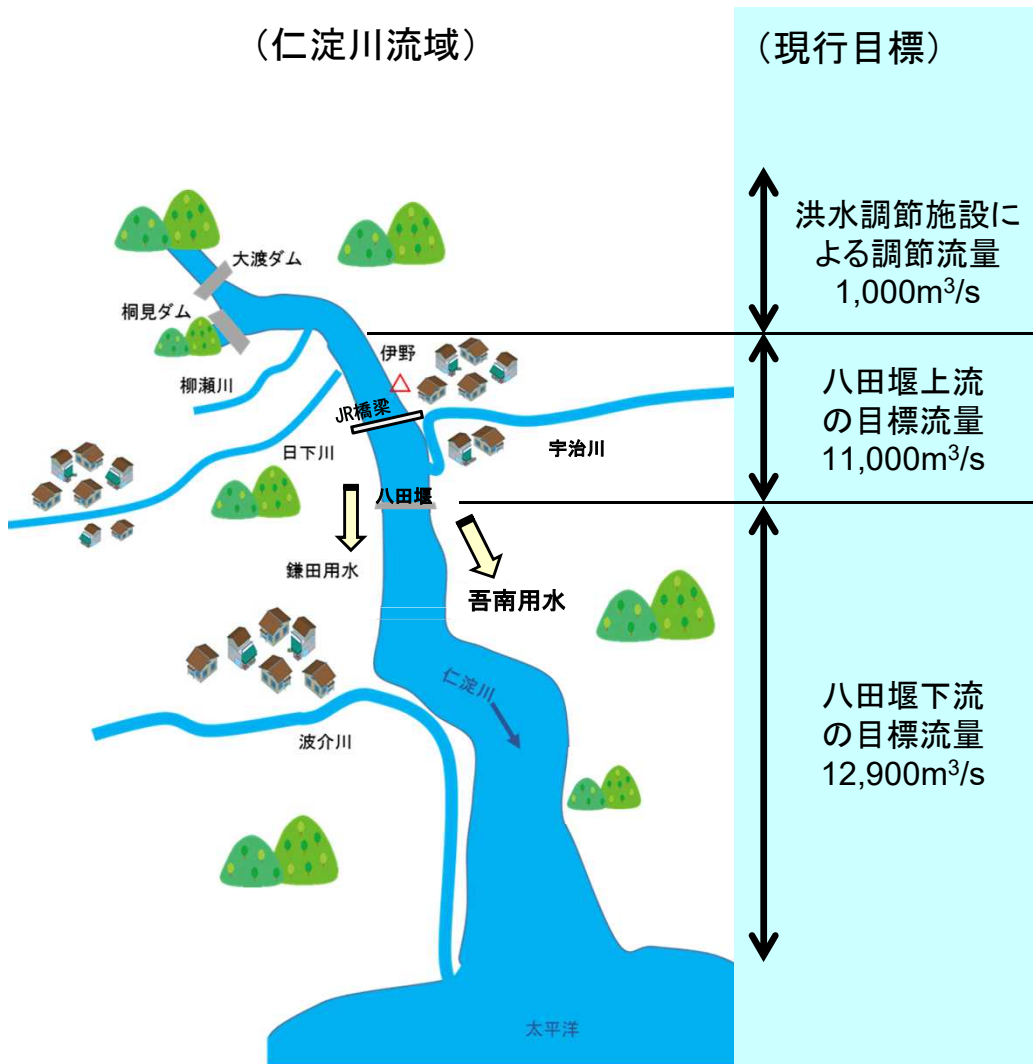 （仁淀川流域）
（現行目標）
大渡ダム
桐見ダム
柳瀬川
日下川
伊野
JR橋梁
宇治川
八田堰
鎌田用水
吾南用水
仁淀川
波介川
太平洋
洪水調節施設に
よる調節流量
1,000m³/s
八田堰上流
の目標流量
11,000m³/s
八田堰下流
の目標流量
12,900m³/s